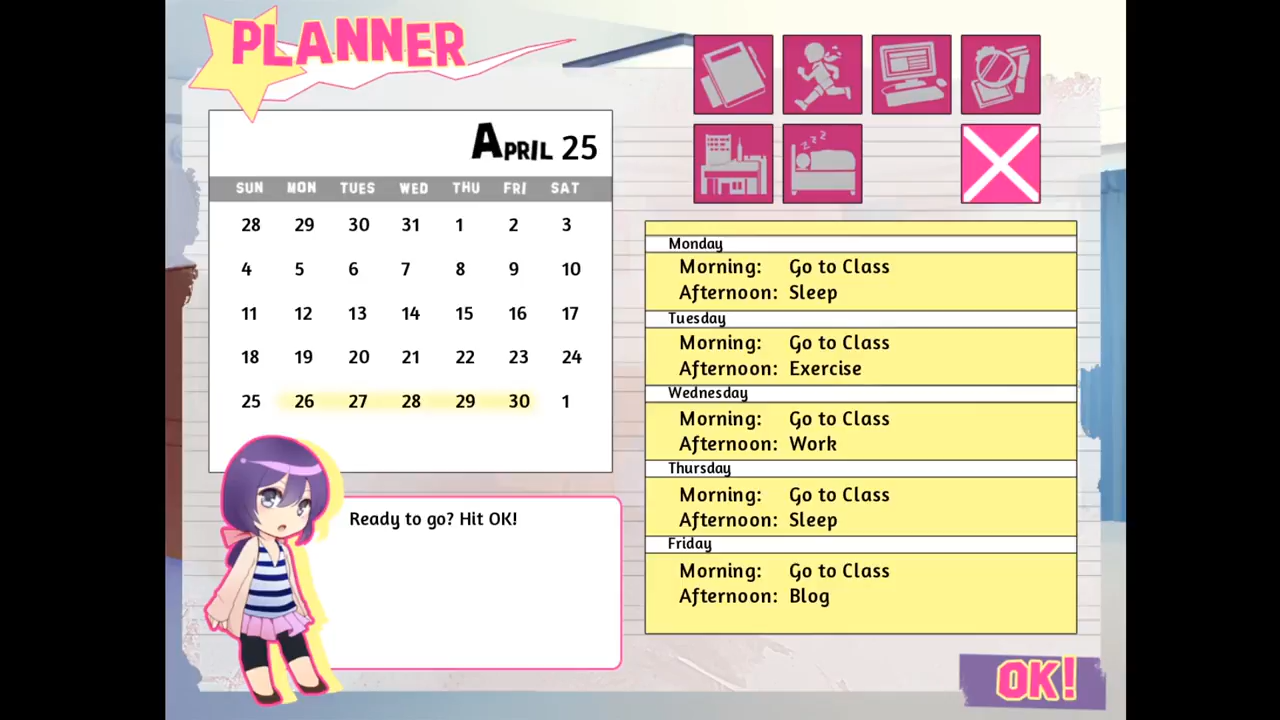 PLANNER
APRIL 25
SUN MON TUES WED THU FRI SAT
28 29 30 31 1 2 3
4 5 6 7 8 9 10
11 12 13 14 15 16 17
18 19 20 21 22 23 24
25 26 27 28 29 30 1
Ready to go? Hit OK!
z z z
Monday
Morning: Go to Class
Afternoon: Sleep
Tuesday
Morning: Go to Class
Afternoon: Exercise
Wednesday
Morning: Go to Class
Afternoon: Work
Thursday
Morning: Go to Class
Afternoon: Sleep
Friday
Morning: Go to Class
Afternoon: Blog
OK!